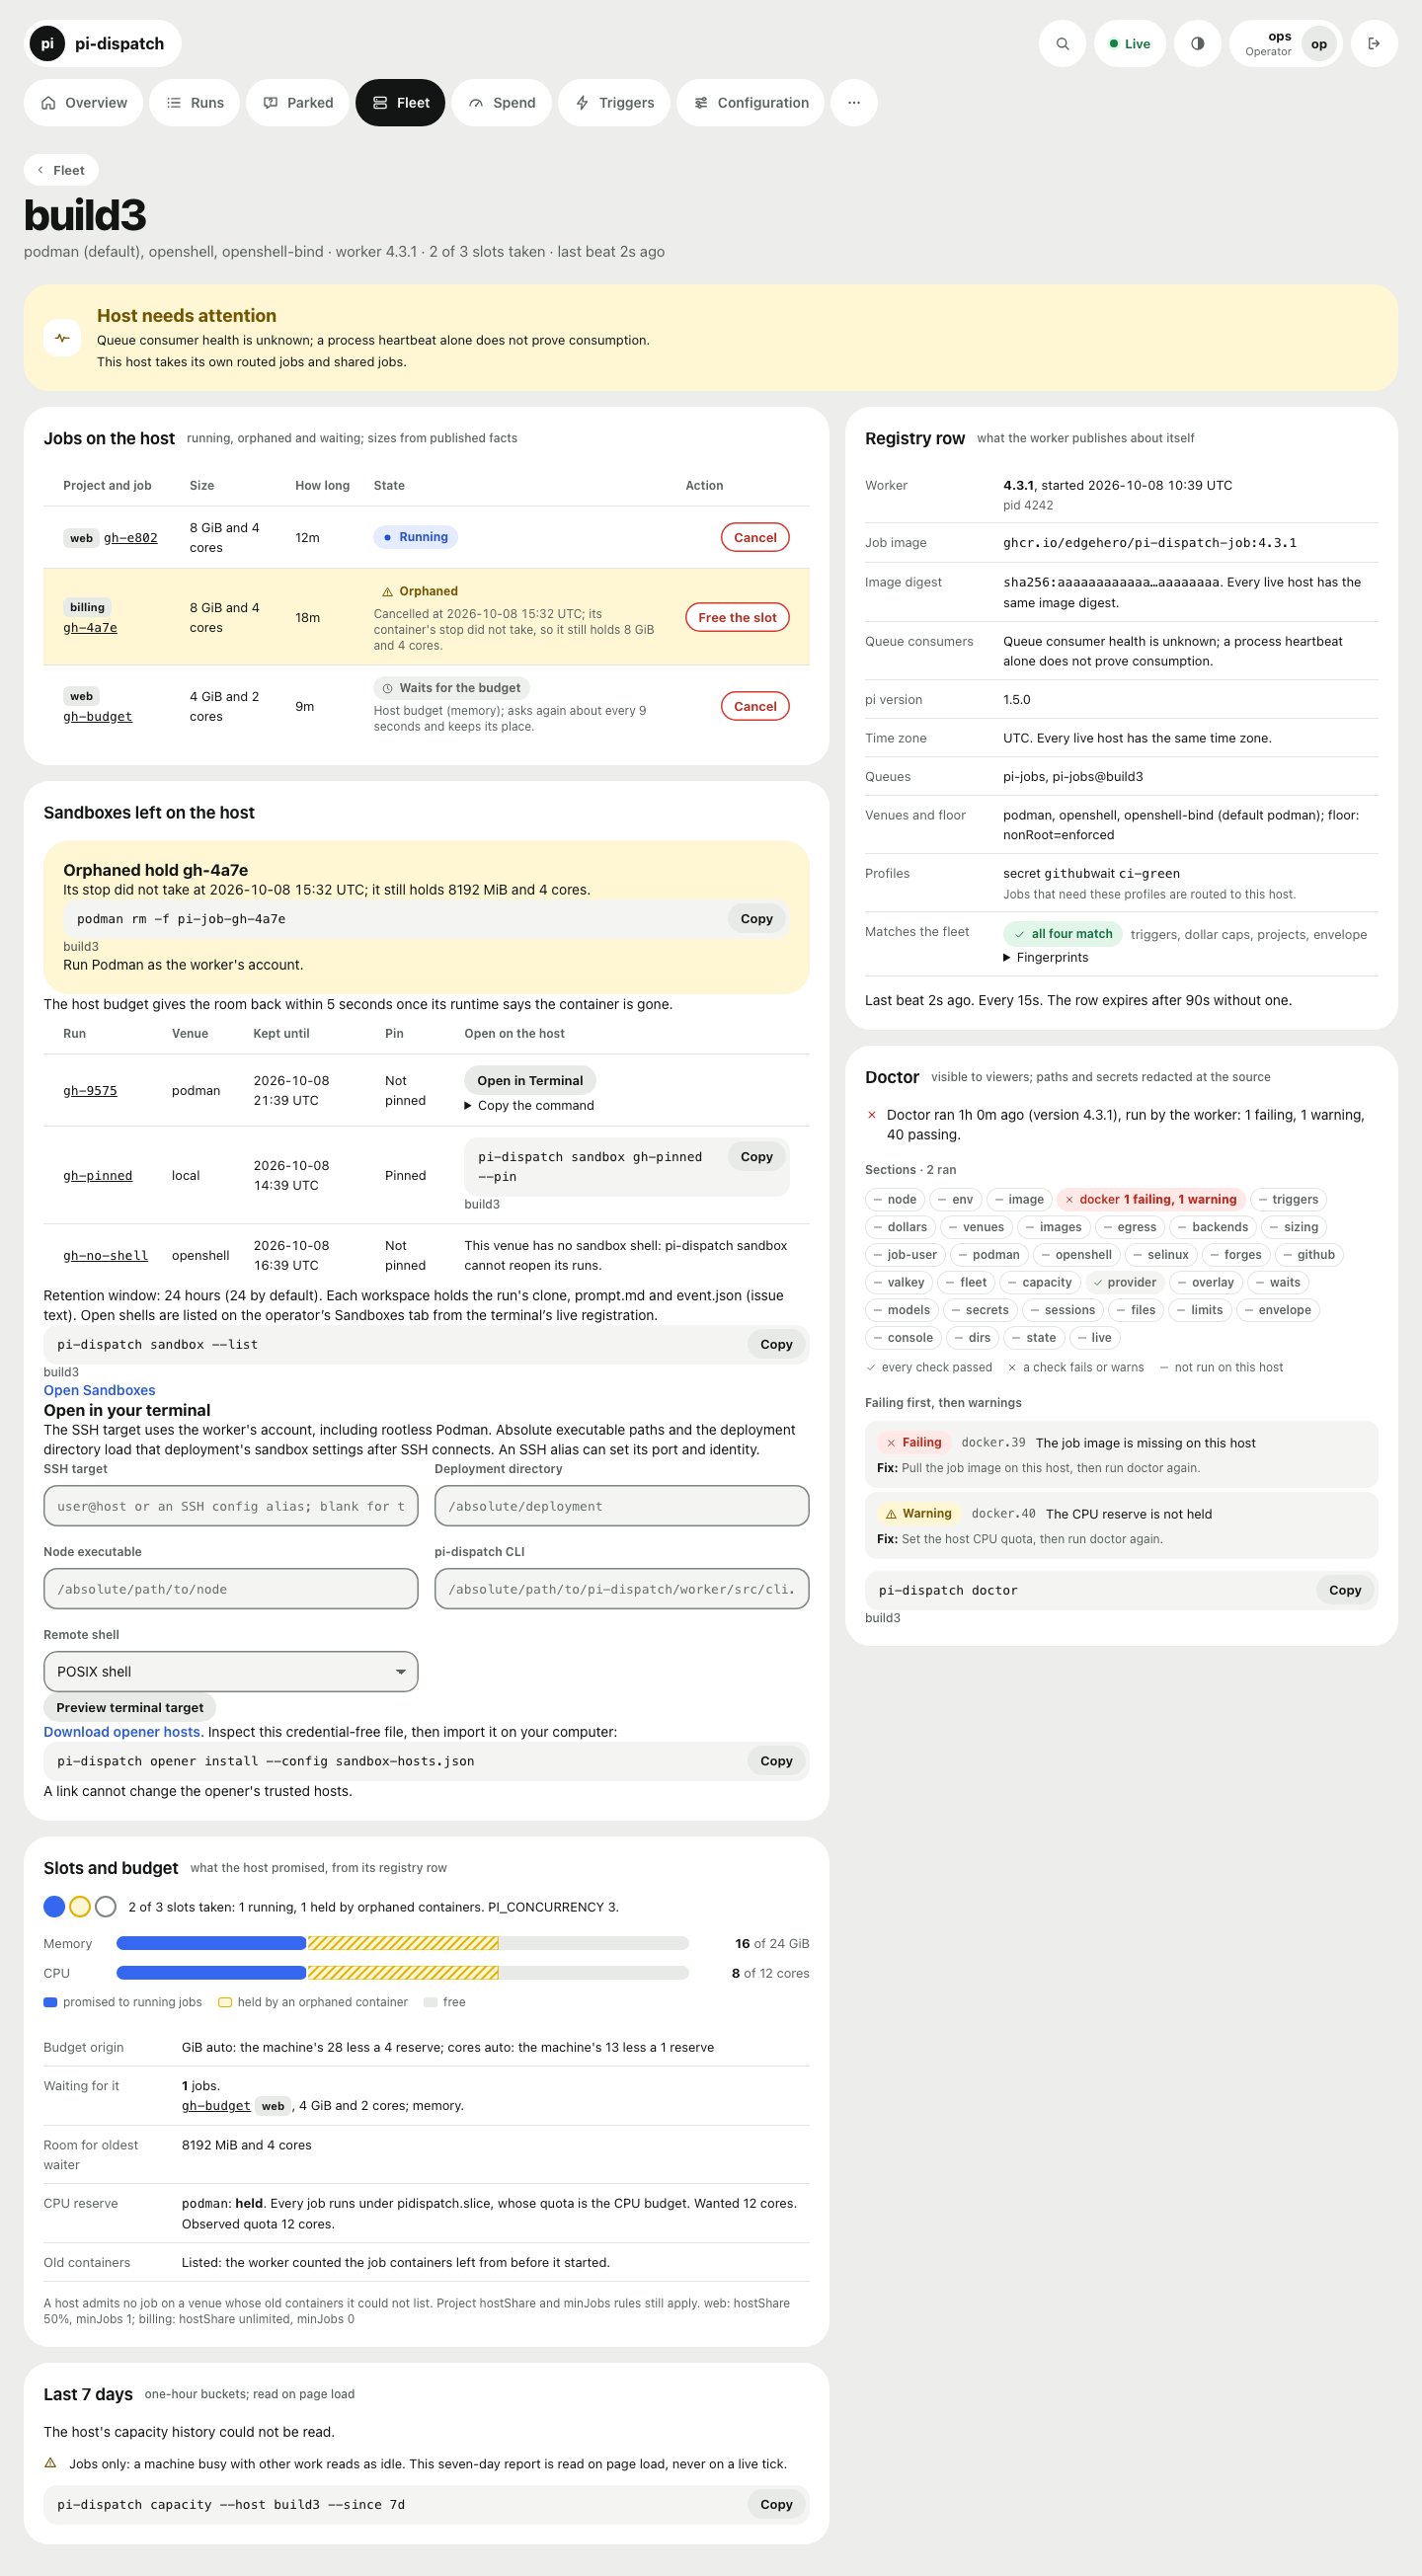 pi pi-dispatch
Live
ops
Operator
op
Overview Runs Parked Fleet Spend Triggers Configuration ···
Fleet
build3
podman (default), openshell, openshell-bind · worker 4.3.1 · 2 of 3 slots taken · last beat 2s ago
Host needs attention
Queue consumer health is unknown; a process heartbeat alone does not prove consumption.
This host takes its own routed jobs and shared jobs.
Jobs on the host running, orphaned and waiting; sizes from published facts
Project and job Size How long State Action
web gh-e802 8 GiB and 4 cores 12m Running Cancel
billing gh-4a7e 8 GiB and 4 cores 18m Orphaned
Cancelled at 2026-10-08 15:32 UTC; its
container's stop did not take, so it still holds 8 GiB
and 4 cores.
Free the slot
web gh-budget 4 GiB and 2 cores 9m Waits for the budget
Host budget (memory); asks again about every 9
seconds and keeps its place.
Cancel
Sandboxes left on the host
Orphaned hold gh-4a7e
Its stop did not take at 2026-10-08 15:32 UTC; it still holds 8192 MiB and 4 cores.
podman rm -f pi-job-gh-4a7e Copy
build3
Run Podman as the worker's account.
The host budget gives the room back within 5 seconds once its runtime says the container is gone.
Run Venue Kept until Pin Open on the host
gh-9575 podman 2026-10-08 21:39 UTC Not pinned Open in Terminal
Copy the command
gh-pinned local 2026-10-08 14:39 UTC Pinned pi-dispatch sandbox gh-pinned --pin Copy
build3
gh-no-shell openshell 2026-10-08 16:39 UTC Not pinned This venue has no sandbox shell: pi-dispatch sandbox cannot reopen its runs.
Retention window: 24 hours (24 by default). Each workspace holds the run's clone, prompt.md and event.json (issue
text). Open shells are listed on the operator’s Sandboxes tab from the terminal’s live registration.
pi-dispatch sandbox --list Copy
build3
Open Sandboxes
Open in your terminal
The SSH target uses the worker's account, including rootless Podman. Absolute executable paths and the deployment
directory load that deployment's sandbox settings after SSH connects. An SSH alias can set its port and identity.
SSH target Deployment directory
user@host or an SSH config alias; blank for t /absolute/deployment
Node executable pi-dispatch CLI
/absolute/path/to/node /absolute/path/to/pi-dispatch/worker/src/cli.
Remote shell
POSIX shell
Preview terminal target
Download opener hosts. Inspect this credential-free file, then import it on your computer:
pi-dispatch opener install --config sandbox-hosts.json Copy
A link cannot change the opener's trusted hosts.
Slots and budget what the host promised, from its registry row
2 of 3 slots taken: 1 running, 1 held by orphaned containers. PI_CONCURRENCY 3.
Memory 16 of 24 GiB
CPU 8 of 12 cores
promised to running jobs held by an orphaned container free
Budget origin GiB auto: the machine's 28 less a 4 reserve; cores auto: the machine's 13 less a 1 reserve
Waiting for it 1 jobs.
gh-budget web, 4 GiB and 2 cores; memory.
Room for oldest waiter 8192 MiB and 4 cores
CPU reserve podman: held. Every job runs under pidispatch.slice, whose quota is the CPU budget. Wanted 12 cores.
Observed quota 12 cores.
Old containers Listed: the worker counted the job containers left from before it started.
A host admits no job on a venue whose old containers it could not list. Project hostShare and minJobs rules still apply. web: hostShare
50%, minJobs 1; billing: hostShare unlimited, minJobs 0
Last 7 days one-hour buckets; read on page load
The host's capacity history could not be read.
Jobs only: a machine busy with other work reads as idle. This seven-day report is read on page load, never on a live tick.
pi-dispatch capacity --host build3 --since 7d Copy
Registry row what the worker publishes about itself
Worker 4.3.1, started 2026-10-08 10:39 UTC
pid 4242
Job image ghcr.io/edgehero/pi-dispatch-job:4.3.1
Image digest sha256:aaaaaaaaaaaa…aaaaaaaa. Every live host has the
same image digest.
Queue consumers Queue consumer health is unknown; a process heartbeat
alone does not prove consumption.
pi version 1.5.0
Time zone UTC. Every live host has the same time zone.
Queues pi-jobs, pi-jobs@build3
Venues and floor podman, openshell, openshell-bind (default podman); floor:
nonRoot=enforced
Profiles secret githubwait ci-green
Jobs that need these profiles are routed to this host.
Matches the fleet all four match triggers, dollar caps, projects, envelope
Fingerprints
Last beat 2s ago. Every 15s. The row expires after 90s without one.
Doctor visible to viewers; paths and secrets redacted at the source
Doctor ran 1h 0m ago (version 4.3.1), run by the worker: 1 failing, 1 warning,
40 passing.
Sections · 2 ran
node env image docker 1 failing, 1 warning triggers
dollars venues images egress backends sizing
job-user podman openshell selinux forges github
valkey fleet capacity provider overlay waits
models secrets sessions files limits envelope
console dirs state live
every check passed a check fails or warns not run on this host
Failing first, then warnings
Failing docker.39 The job image is missing on this host
Fix: Pull the job image on this host, then run doctor again.
Warning docker.40 The CPU reserve is not held
Fix: Set the host CPU quota, then run doctor again.
pi-dispatch doctor Copy
build3